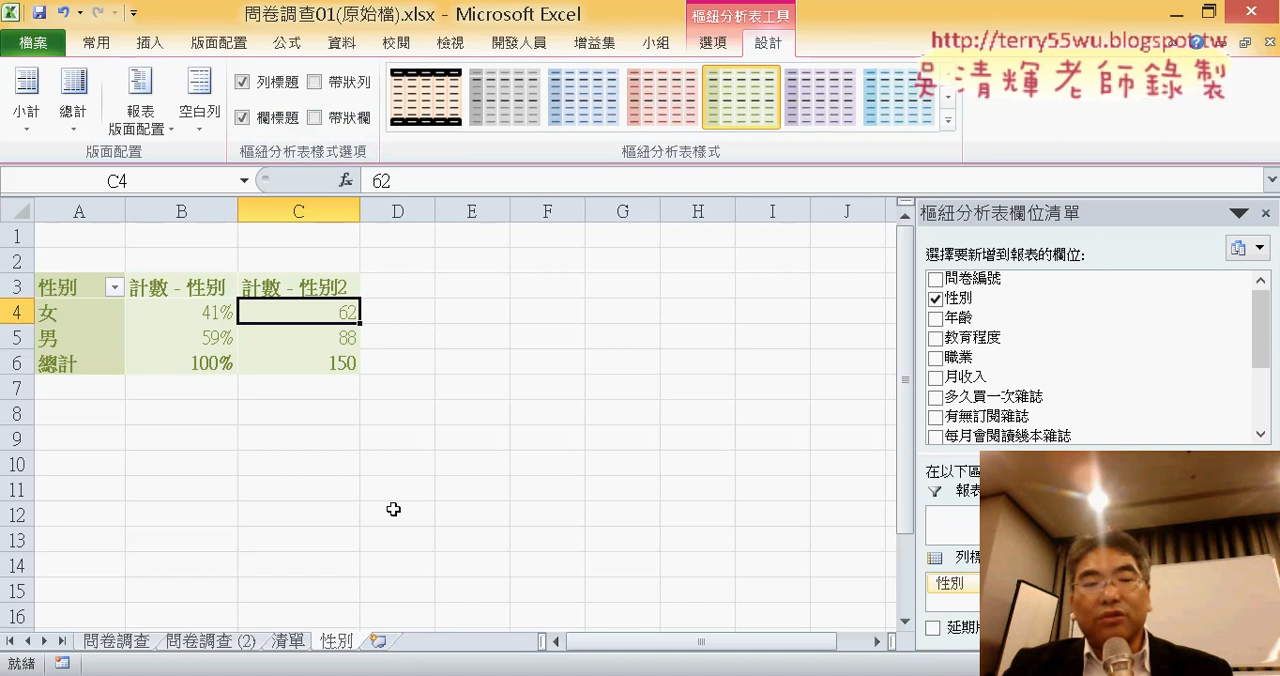 問卷調查01(原始檔).xlsx - Microsoft Excel
樞紐分析表工具
檔案 常用 插入 版面配置 公式 資料 校閱 檢視 開發人員 增益集 小組 選項 設計
http://terry55wu.blogspot.tw
吳清輝老師錄製
小計 總計 報表版面配置 空白列
列標題 帶狀列
欄標題 帶狀欄
版面配置 樞紐分析表樣式選項 樞紐分析表樣式
C4 fx 62
A B C D E F G H I J
1
2
3 性別 計數 - 性別 計數 - 性別2
4 女 41% 62
5 男 59% 88
6 總計 100% 150
7
8
9
10
11
12
13
14
15
16
樞紐分析表欄位清單
選擇要新增到報表的欄位:
問卷編號
性別
年齡
教育程度
職業
月收入
多久買一次雜誌
有無訂閱雜誌
每月會閱讀幾本雜誌
在以下區
報表
列標
性別
延期
問卷調查 問卷調查 (2) 清單 性別
就緒